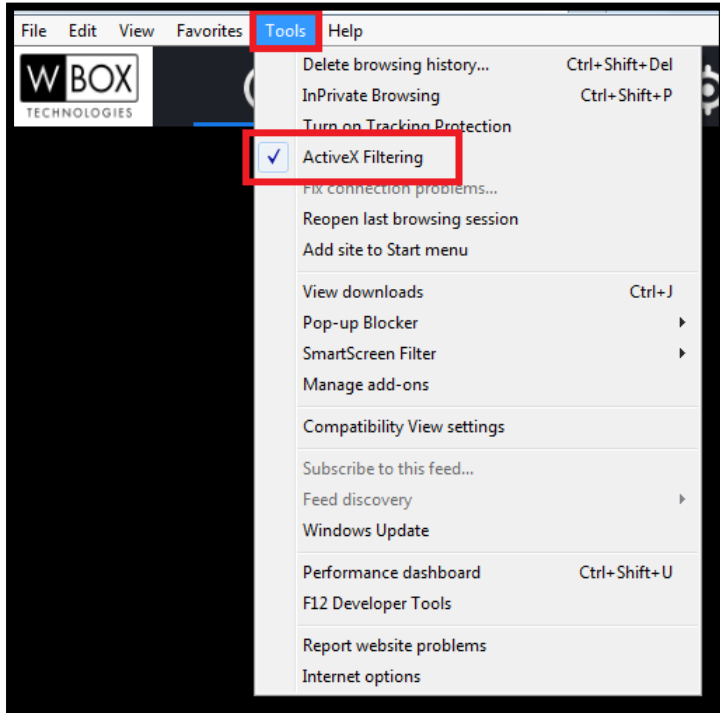 File Edit View Favorites Tools Help
W BOX
TECHNOLOGIES
Delete browsing history... Ctrl+Shift+Del
InPrivate Browsing Ctrl+Shift+P
Turn on Tracking Protection
ActiveX Filtering
Fix connection problems...
Reopen last browsing session
Add site to Start menu
View downloads Ctrl+J
Pop-up Blocker
SmartScreen Filter
Manage add-ons
Compatibility View settings
Subscribe to this feed...
Feed discovery
Windows Update
Performance dashboard Ctrl+Shift+U
F12 Developer Tools
Report website problems
Internet options